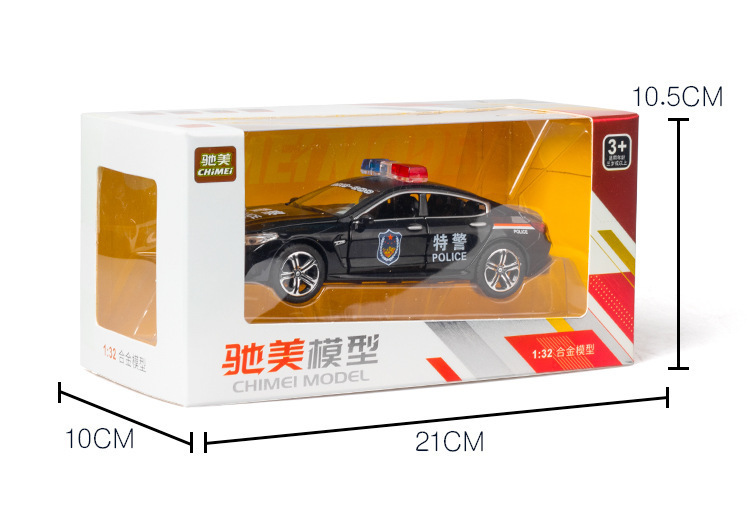 10.5CM
驰美
CHiMEi
3+
特警
POLICE
POLICE
驰美模型
CHIMEI MODEL
1:32 合金模型
1:32 合金模型
10CM
21CM